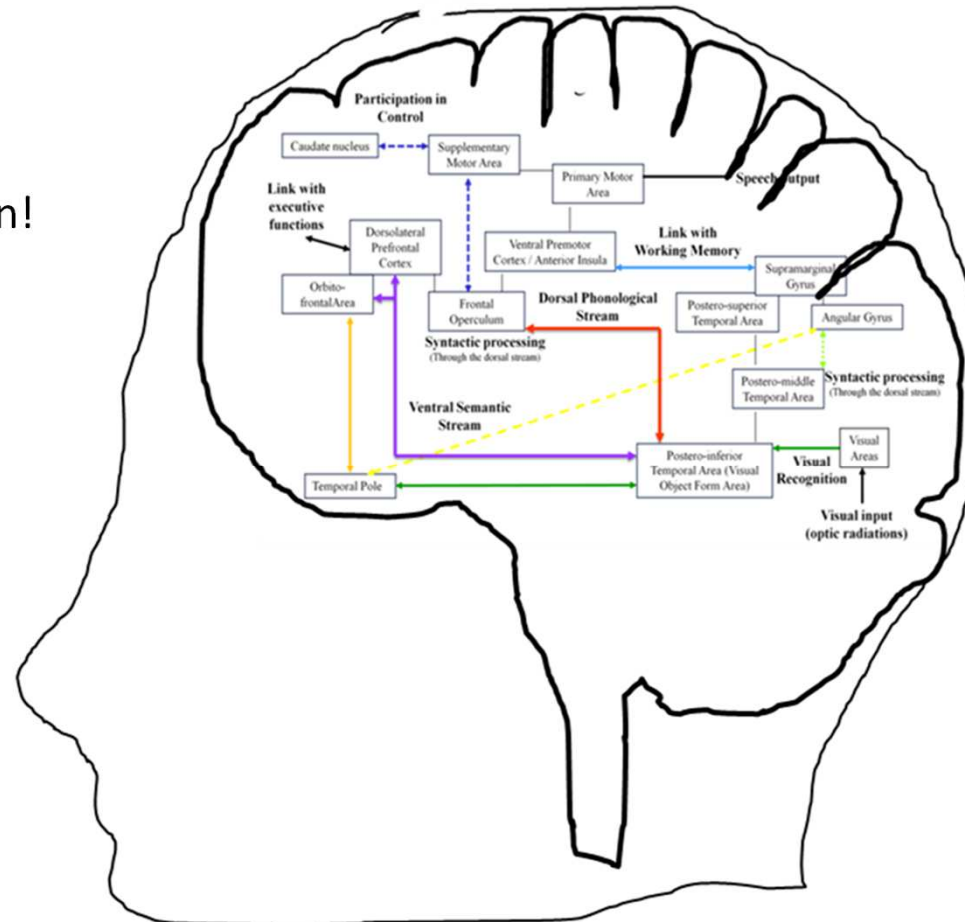 n!
Participation in
Control
Caudate nucleus
Supplementary
Motor Area
Primary Motor
Area
Speech output
Link with
executive
functions
Dorsolateral
Prefrontal
Cortex
Ventral Premotor
Cortex / Anterior Insula
Link with
Working Memory
Supramarginal
Gyrus
Orbito-
frontalArea
Frontal
Operculum
Dorsal Phonological
Stream
Postero-superior
Temporal Area
Angular Gyrus
Syntactic processing
(Through the dorsal stream)
Postero-middle
Temporal Area
Syntactic processing
(Through the dorsal stream)
Ventral Semantic
Stream
Temporal Pole
Postero-inferior
Temporal Area (Visual
Object Form Area)
Visual
Recognition
Visual
Areas
Visual input
(optic radiations)